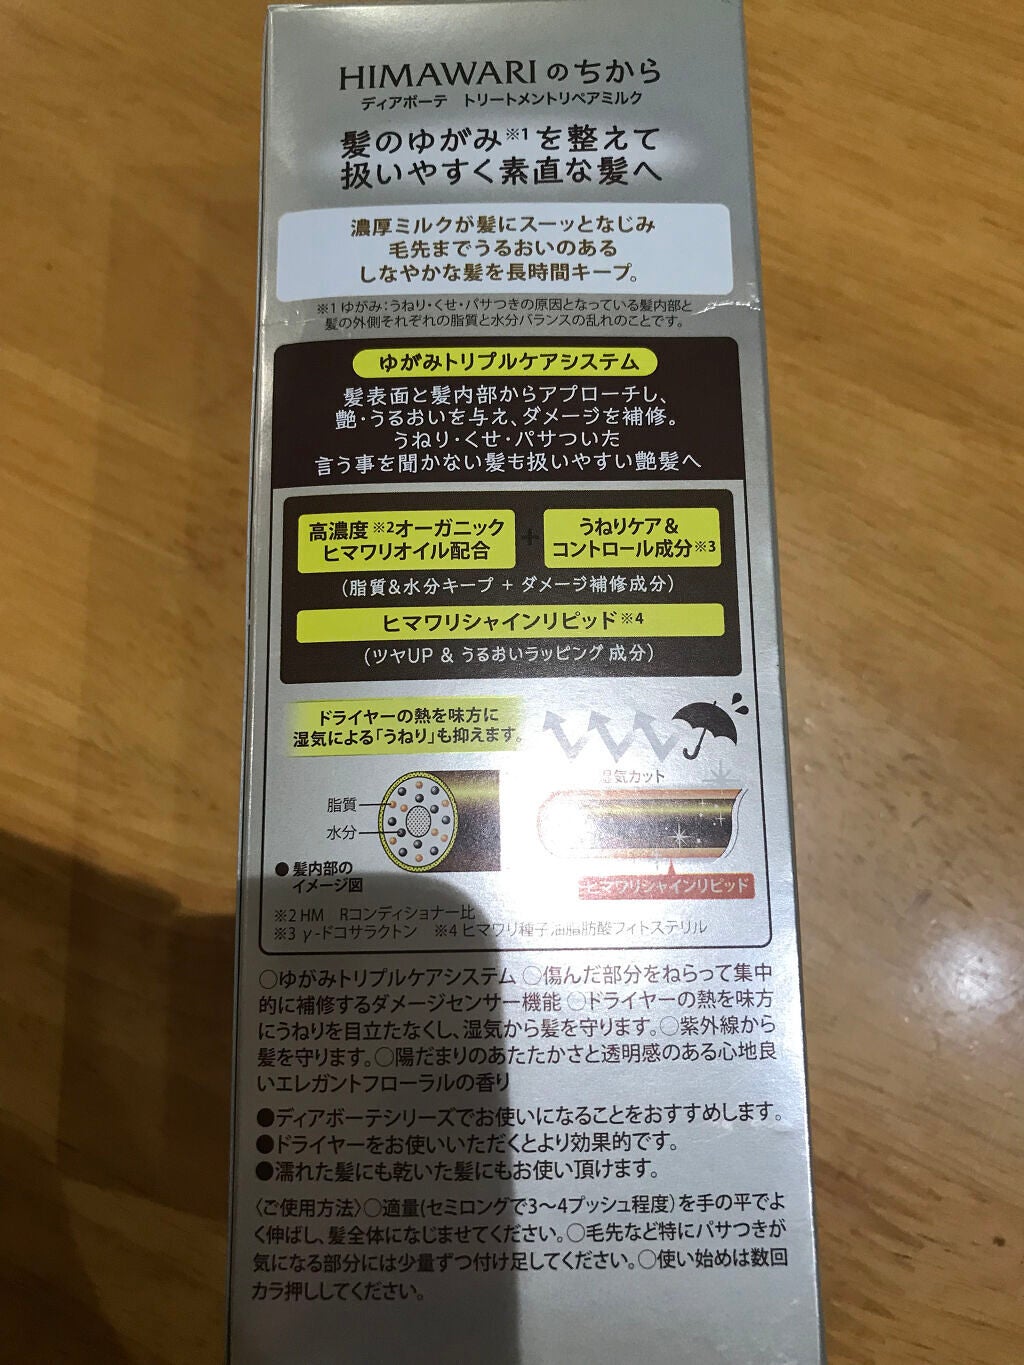 HIMAWARIのちから
ディアボーテ　トリートメントリペアミルク
髪のゆがみ※1を整えて
扱いやすく素直な髪へ
濃厚ミルクが髪にスーッとなじみ
毛先までうるおいのある
しなやかな髪を長時間キープ。
※1 ゆがみ：うねり・くせ・パサつきの原因となっている髪内部と
髪の外側それぞれの脂質と水分バランスの乱れのことです。
ゆがみトリプルケアシステム
髪表面と髪内部からアプローチし、
艶・うるおいを与え、ダメージを補修。
うねり・くせ・パサついた
言う事を聞かない髪も扱いやすい艶髪へ
高濃度※2オーガニック
ヒマワリオイル配合
+
うねりケア＆
コントロール成分※3
(脂質&水分キープ + ダメージ補修成分)
ヒマワリシャインリピッド※4
(ツヤUP & うるおいラッピング成分)
ドライヤーの熱を味方に
湿気による「うねり」も抑えます。
湿気カット
脂質
水分
●髪内部の
イメージ図
ヒマワリシャインリピッド
※2 HM　Rコンディショナー比
※3 γ-ドコサラクトン　※4 ヒマワリ種子油脂肪酸フィトステリル
○ゆがみトリプルケアシステム ○傷んだ部分をねらって集中
的に補修するダメージセンサー機能 ○ドライヤーの熱を味方
にうねりを目立たなくし、湿気から髪を守ります。○紫外線から
髪を守ります。○陽だまりのあたたかさと透明感のある心地良
いエレガントフローラルの香り
●ディアボーテシリーズでお使いになることをおすすめします。
●ドライヤーをお使いいただくとより効果的です。
●濡れた髪にも乾いた髪にもお使い頂けます。
〈ご使用方法〉○適量(セミロングで3～4プッシュ程度)を手の平でよ
く伸ばし、髪全体になじませてください。○毛先など特にパサつきが
気になる部分には少量ずつ付け足してください。○使い始めは数回
カラ押ししてください。